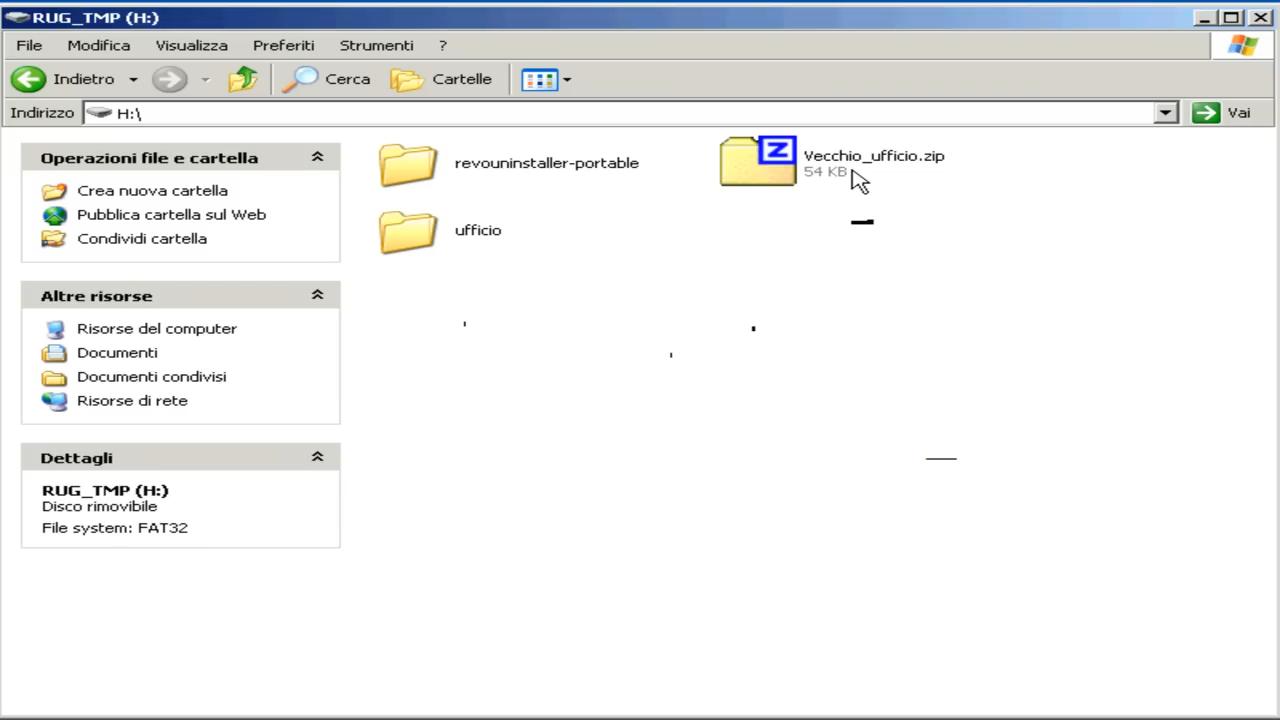 RUG_TMP (H:)
File Modifica Visualizza Preferiti Strumenti ?
Indietro Cerca Cartelle
Indirizzo H:\ Vai
Operazioni file e cartella
Crea nuova cartella
Pubblica cartella sul Web
Condividi cartella
Altre risorse
Risorse del computer
Documenti
Documenti condivisi
Risorse di rete
Dettagli
RUG_TMP (H:)
Disco rimovibile
File system: FAT32
revouninstaller-portable
Z
Vecchio_ufficio.zip
54 KB
ufficio